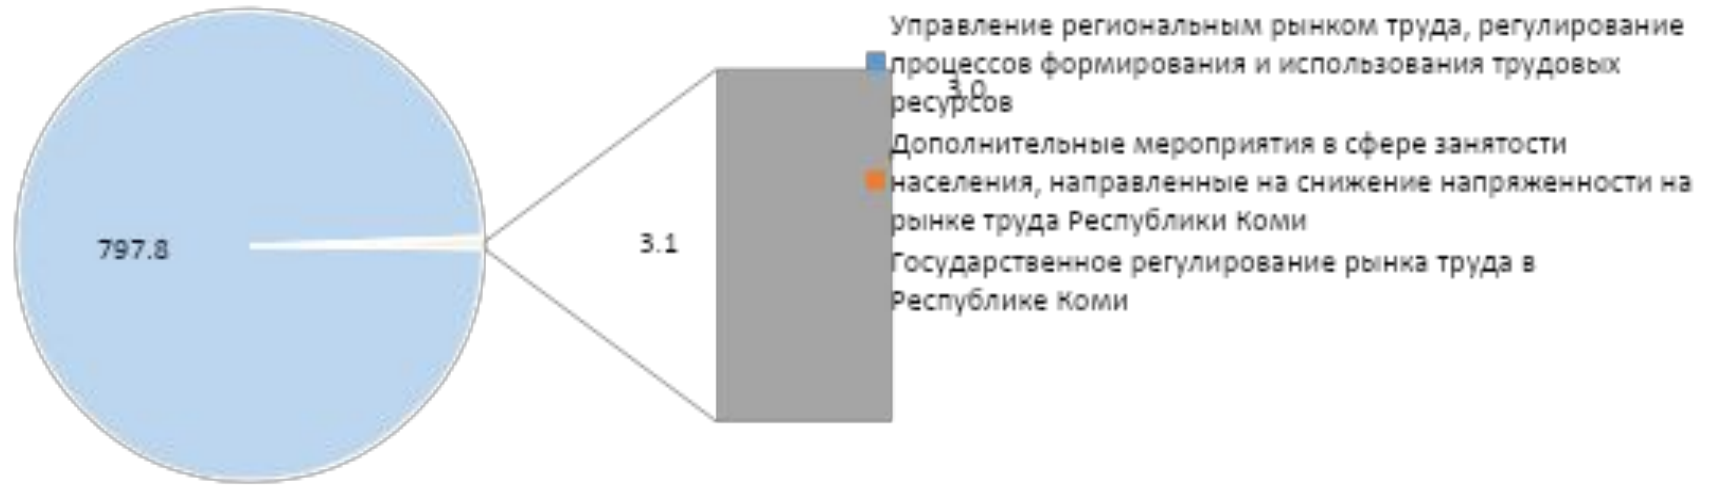 Управление региональным рынком труда, регулирование
процессов формирования и использования трудовых
3.0
ресурсов
Дополнительные мероприятия в сфере занятости
населения, направленные на снижение напряженности на
рынке труда Республики Коми
797.8
3.1
Государственное регулирование рынка труда в
Республике Коми